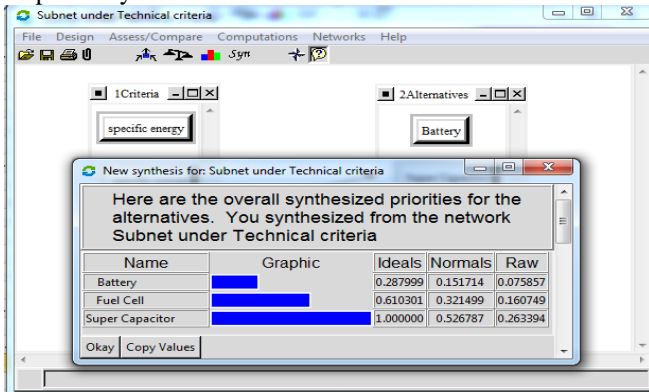 Subnet under Technical criteria
File Design Assess/Compare Computations Networks Help
Syn
1Criteria
2Alternatives
specific energy
Battery
New synthesis for: Subnet under Technical criteria
Here are the overall synthesized priorities for the
alternatives. You synthesized from the network
Subnet under Technical criteria
Name Graphic Ideals Normals Raw
Battery 0.287999 0.151714 0.075857
Fuel Cell 0.610301 0.321499 0.160749
Super Capacitor 1.000000 0.526787 0.263394
Okay Copy Values